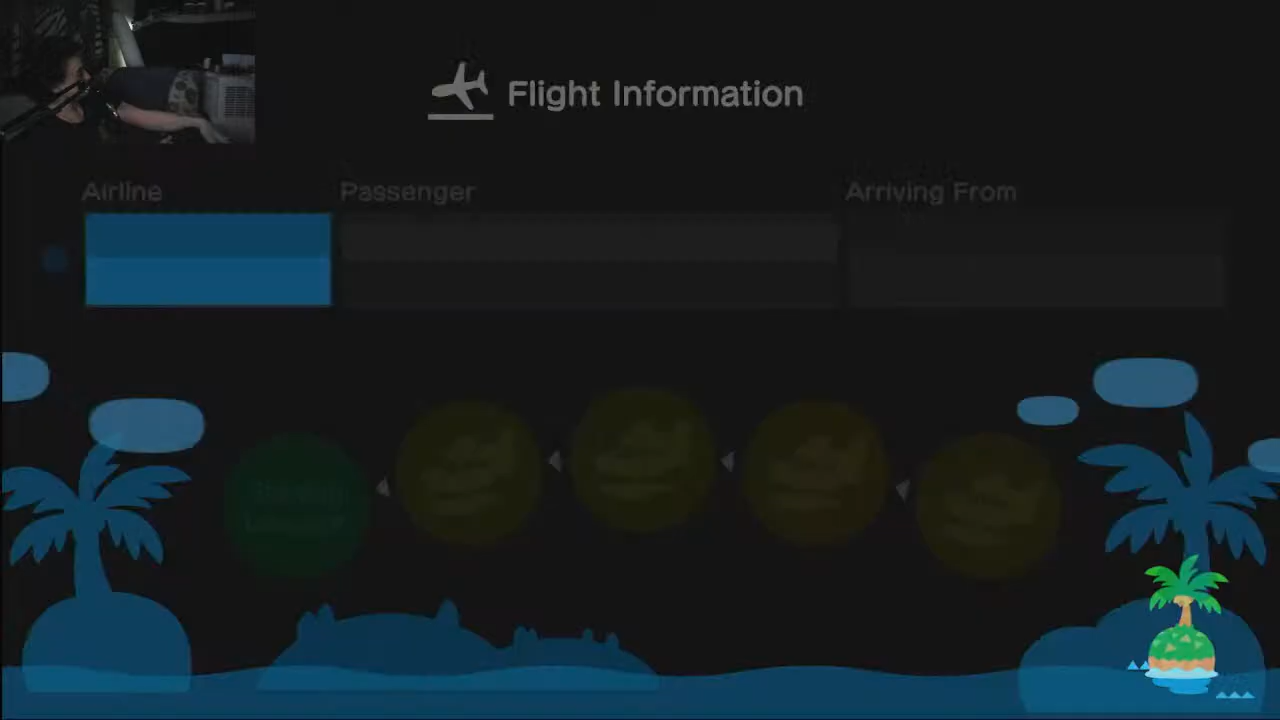 Flight Information
Airline
Passenger
Arriving From